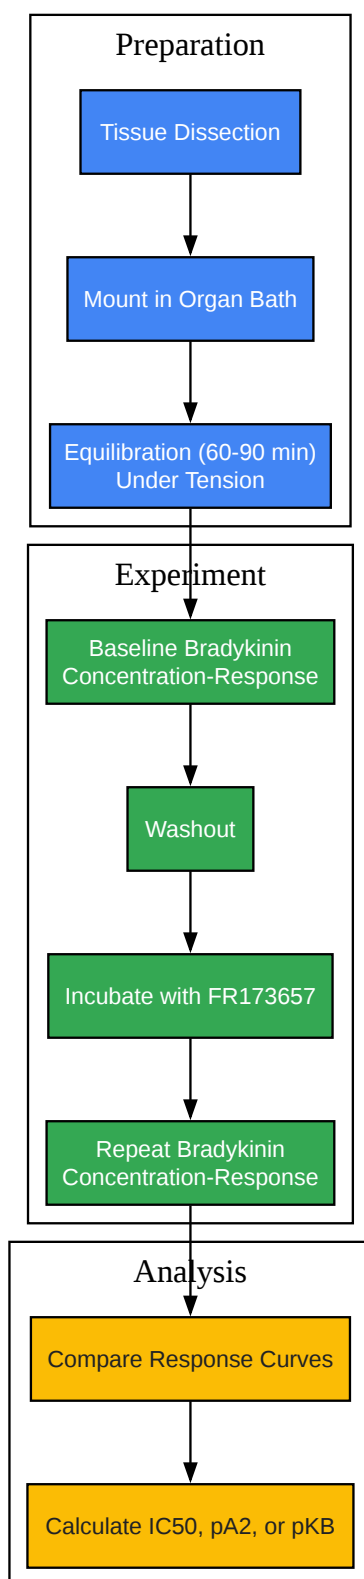 Preparation
Tissue Dissection
Mount in Organ Bath
Equilibration (60-90 min)
Under Tension
Experiment
Baseline Bradykinin
Concentration-Response
Washout
Incubate with FR173657
Repeat Bradykinin
Concentration-Response
Analysis
Compare Response Curves
Calculate IC50, pA2, or pKB